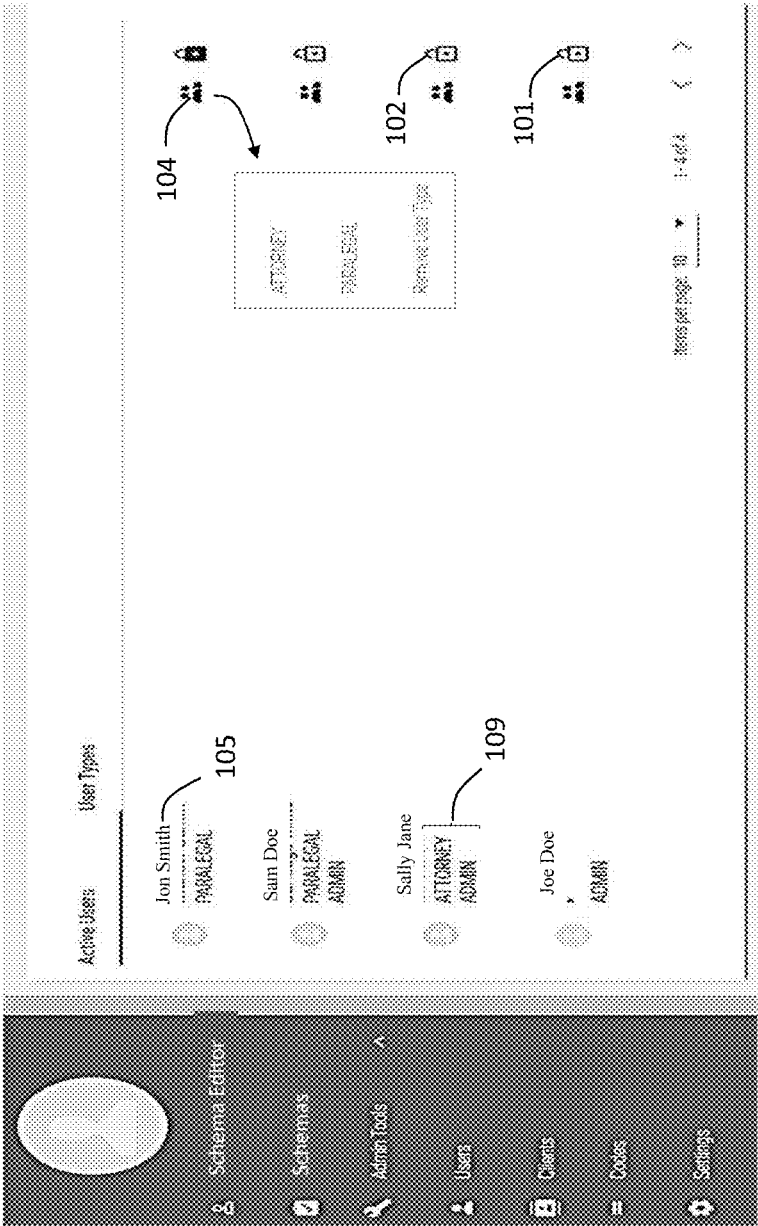 Schema Editor
Schemas
Admin Tools
Users
Clients
Codes
Settings
Active Users
User Types
Jon Smith
105
PARALEGAL
Sam Doe
PARALEGAL
ADMIN
Sally Jane
ATTORNEY
ADMIN
109
Joe Doe
ADMIN
104
ATTORNEY
PARALEGAL
Remove User Type
102
101
Items per page: 10
1-4 of 4